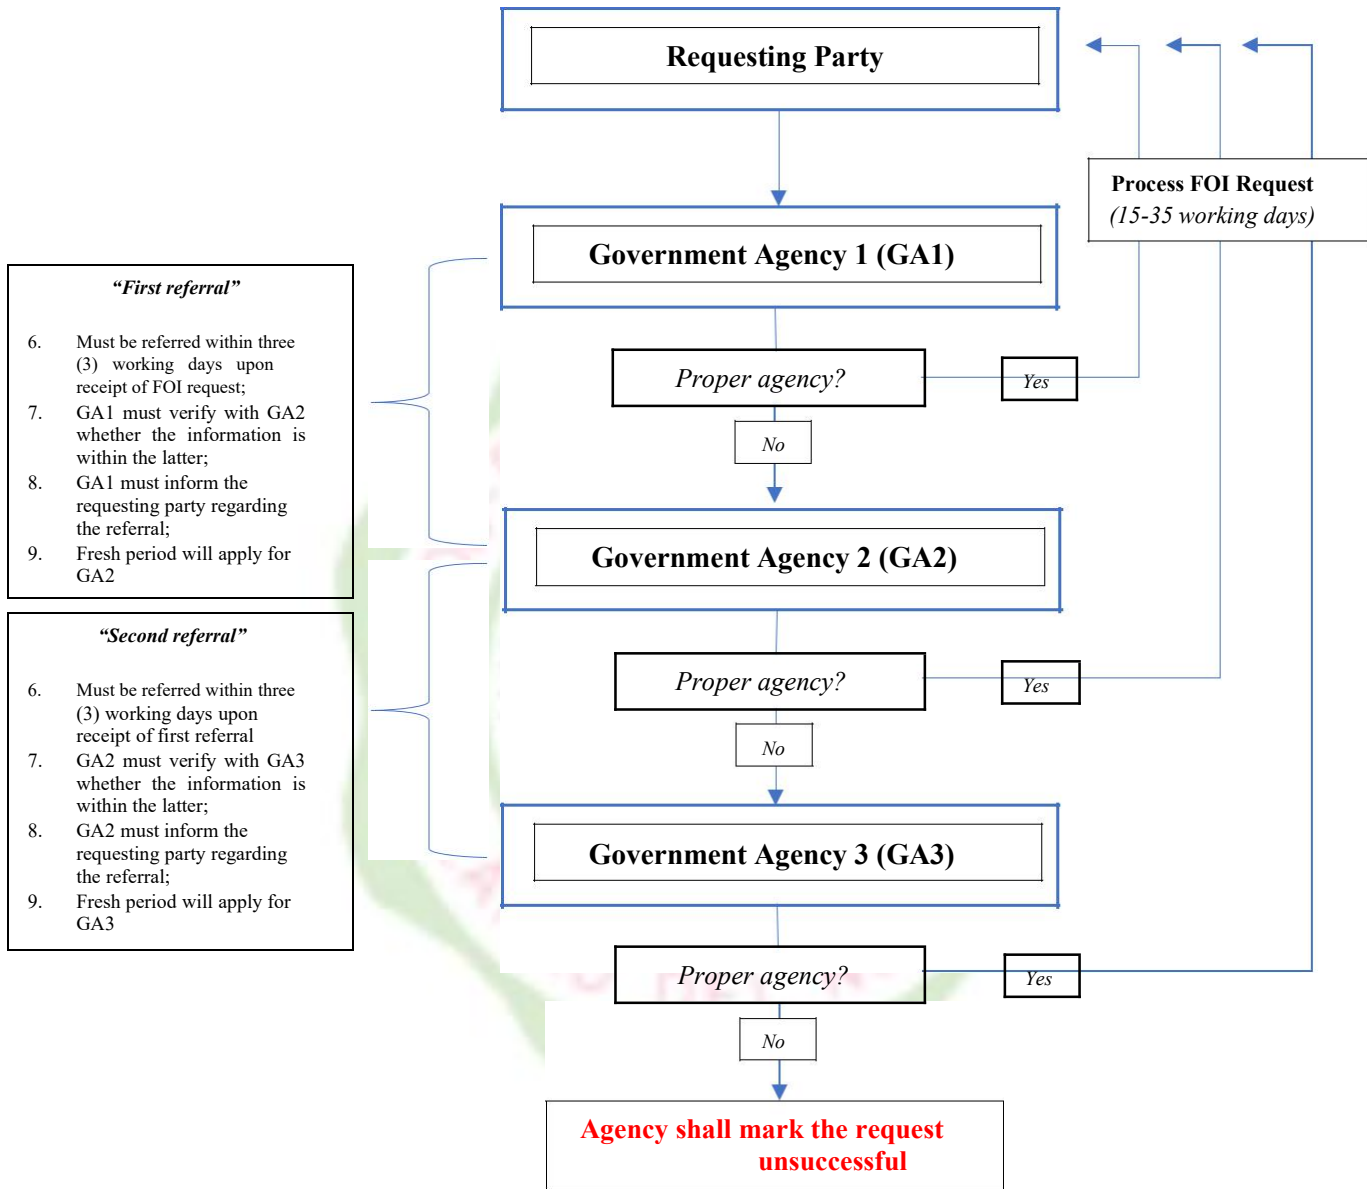 Requesting Party
Process FOI Request
(15-35 working days)
Government Agency 1 (GA1)
“First referral”
6. Must be referred within three
(3) working days upon
receipt of FOI request;
7. GA1 must verify with GA2
whether the information is
within the latter;
8. GA1 must inform the
requesting party regarding
the referral;
9. Fresh period will apply for
GA2
Proper agency?
Yes
No
Government Agency 2 (GA2)
“Second referral”
6. Must be referred within three
(3) working days upon
receipt of first referral
7. GA2 must verify with GA3
whether the information is
within the latter;
8. GA2 must inform the
requesting party regarding
the referral;
9. Fresh period will apply for
GA3
Proper agency?
Yes
No
Government Agency 3 (GA3)
Proper agency?
Yes
No
Agency shall mark the request
unsuccessful